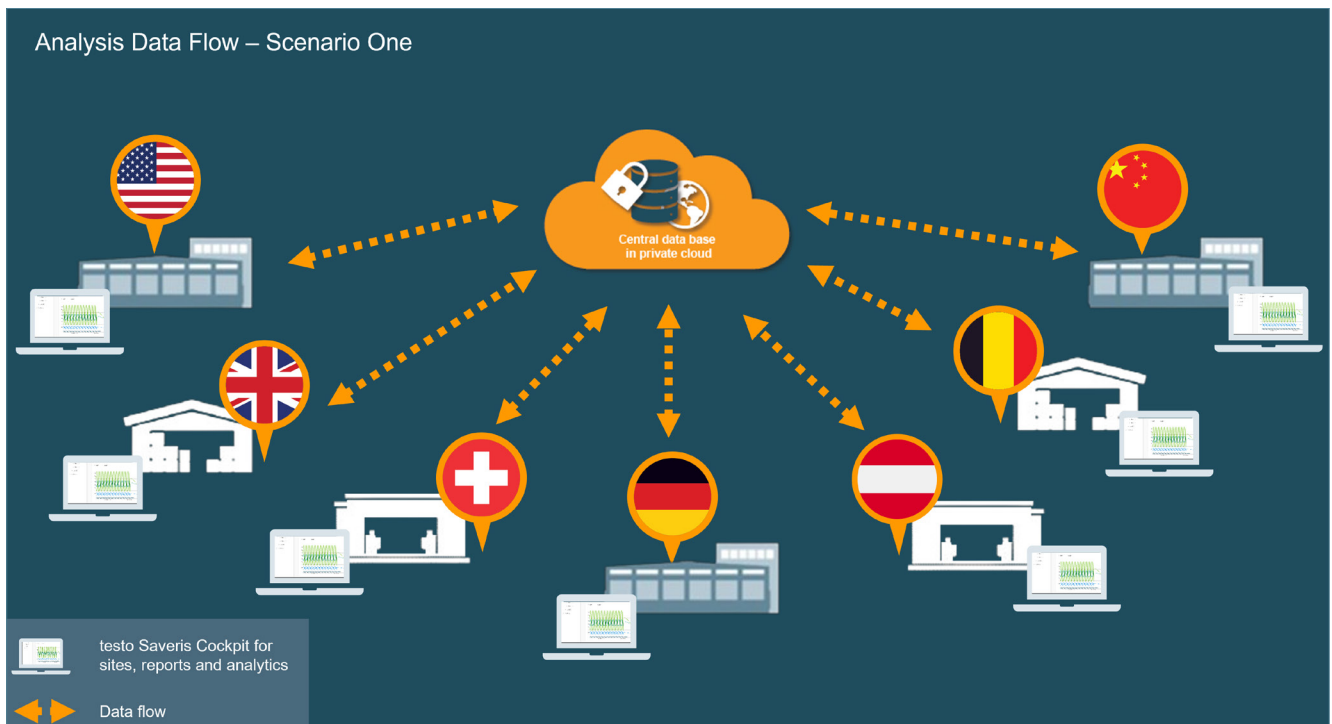 Analysis Data Flow – Scenario One
Central data base
in private cloud
testo Saveris Cockpit for
sites, reports and analytics
Data flow